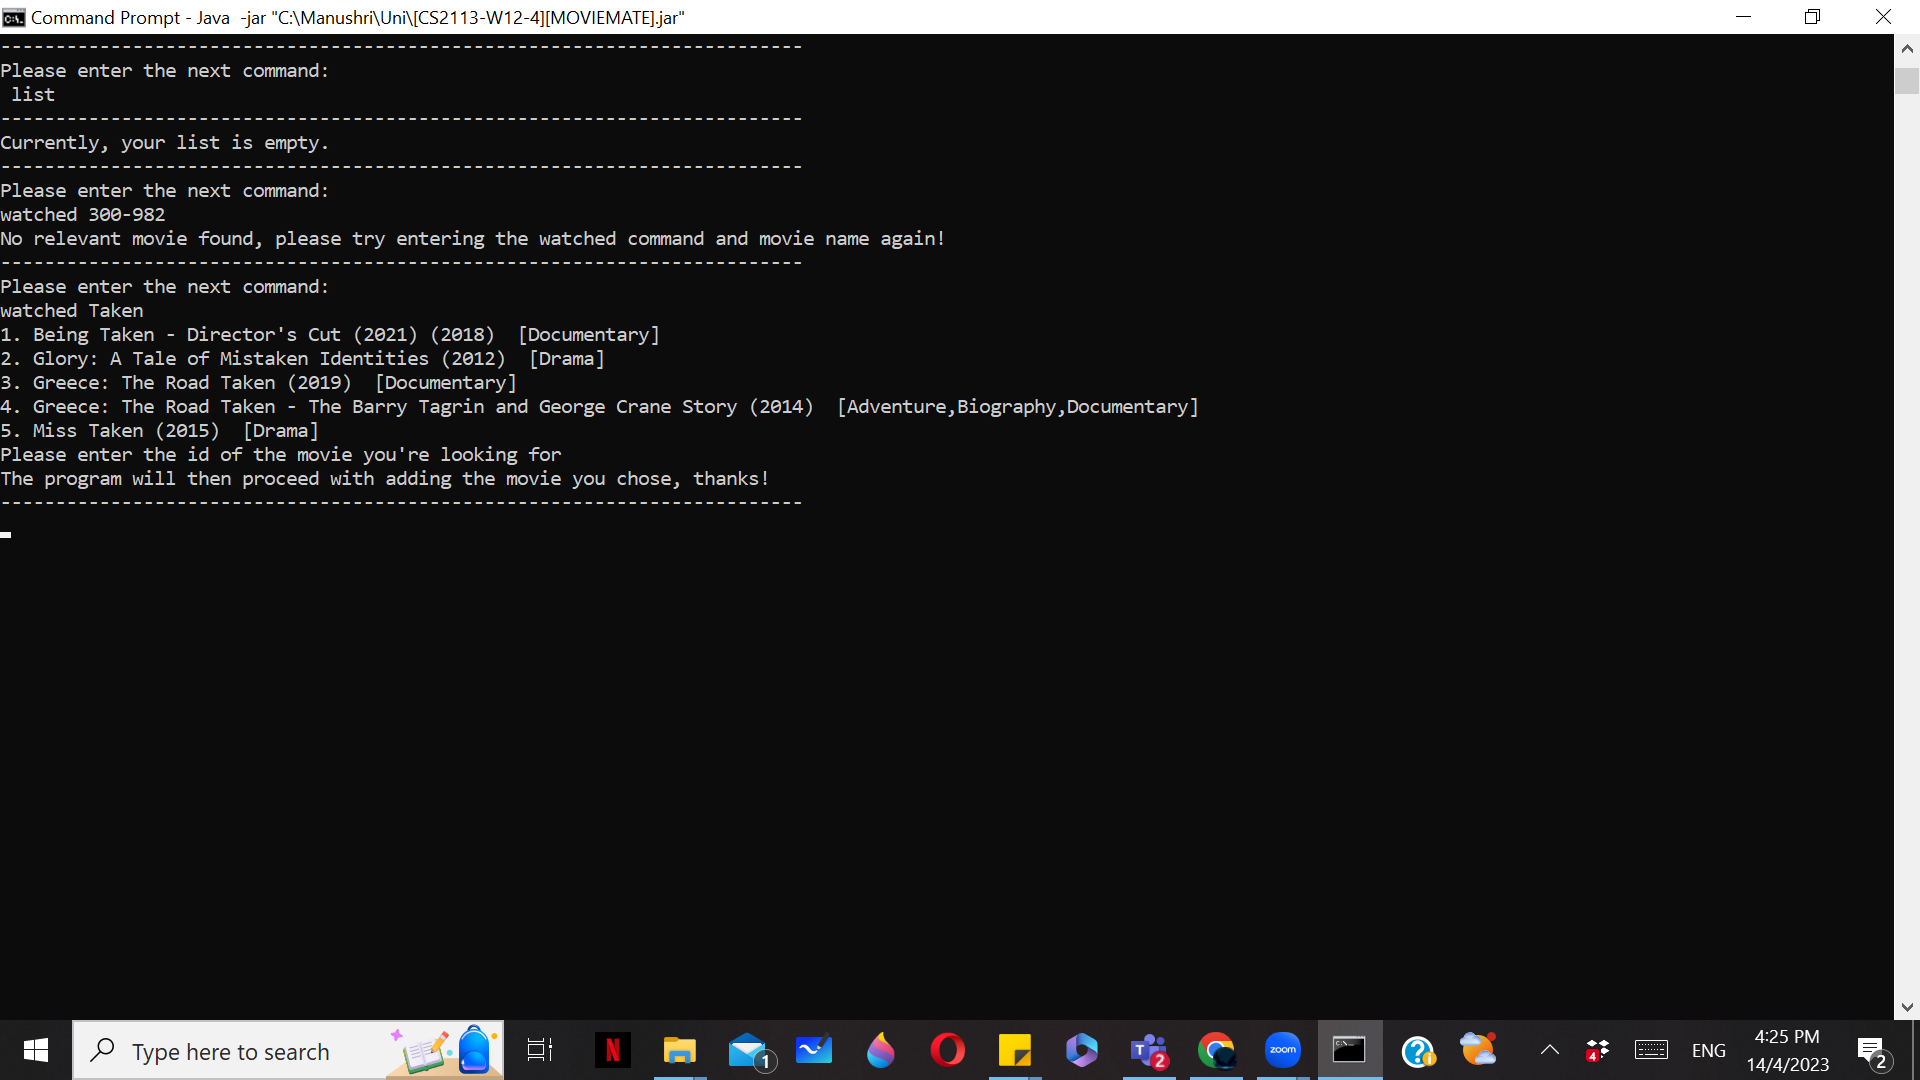 Command Prompt - Java  -jar "C:\Manushri\Uni\[CS2113-W12-4][MOVIEMATE].jar"
-------------------------------------------------------------------------
Please enter the next command:
 list
-------------------------------------------------------------------------
Currently, your list is empty.
-------------------------------------------------------------------------
Please enter the next command:
watched 300-982
No relevant movie found, please try entering the watched command and movie name again!
-------------------------------------------------------------------------
Please enter the next command:
watched Taken
1. Being Taken - Director's Cut (2021) (2018)  [Documentary]
2. Glory: A Tale of Mistaken Identities (2012)  [Drama]
3. Greece: The Road Taken (2019)  [Documentary]
4. Greece: The Road Taken - The Barry Tagrin and George Crane Story (2014)  [Adventure,Biography,Documentary]
5. Miss Taken (2015)  [Drama]
Please enter the id of the movie you're looking for
The program will then proceed with adding the movie you chose, thanks!
-------------------------------------------------------------------------
Type here to search
N
1
T
2
zoom
C:\
4
ENG
4:25 PM
14/4/2023
2